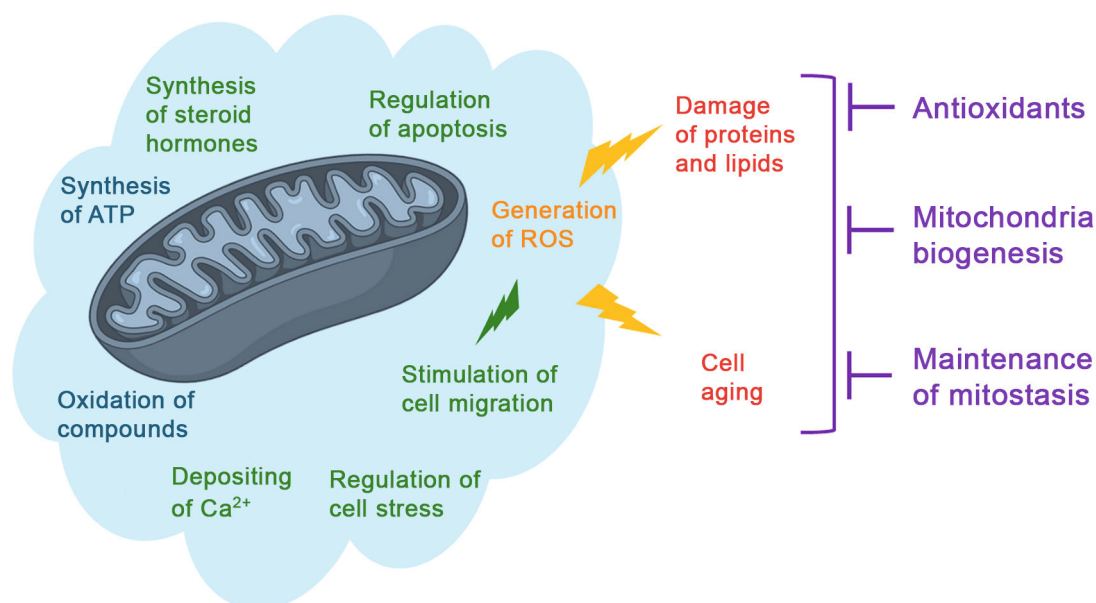 Synthesis
of steroid
hormones
Regulation
of apoptosis
Synthesis
of ATP
Generation
of ROS
Oxidation of
compounds
Stimulation of
cell migration
Depositing
of Ca²⁺
Regulation of
cell stress
Damage
of proteins
and lipids
Cell
aging
Antioxidants
Mitochondria
biogenesis
Maintenance
of mitostasis